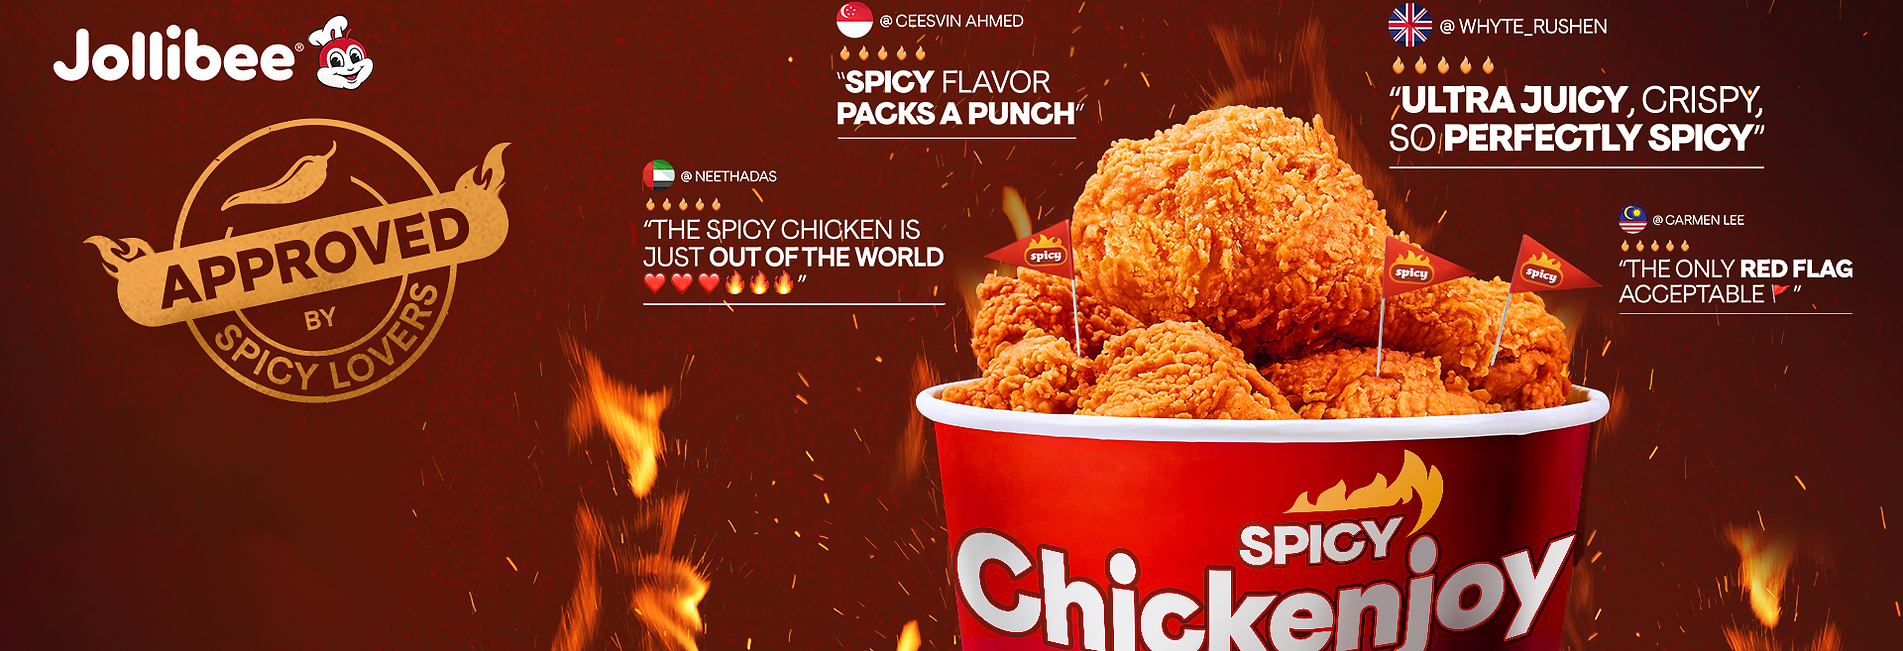 Jollibee®
APPROVED
BY
SPICY LOVERS
@ CEESVIN AHMED
"SPICY FLAVOR
PACKS A PUNCH"
@ NEETHADAS
"THE SPICY CHICKEN IS
JUST OUT OF THE WORLD
❤️❤️❤️🔥🔥🔥"
@ WHYTE_RUSHEN
"ULTRA JUICY, CRISPY,
SO PERFECTLY SPICY"
@ CARMEN LEE
"THE ONLY RED FLAG
ACCEPTABLE 🚩"
spicy
spicy
spicy
SPICY
Chickenjoy